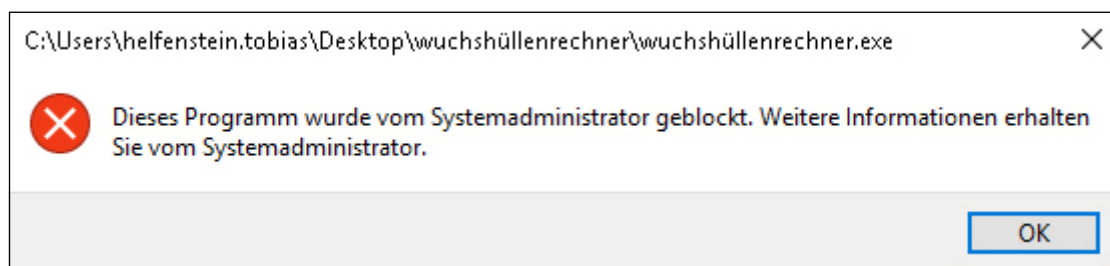 C:\Users\helfenstein.tobias\Desktop\wuchshüllenrechner\wuchshüllenrechner.exe
Dieses Programm wurde vom Systemadministrator geblockt. Weitere Informationen erhalten
Sie vom Systemadministrator.
OK